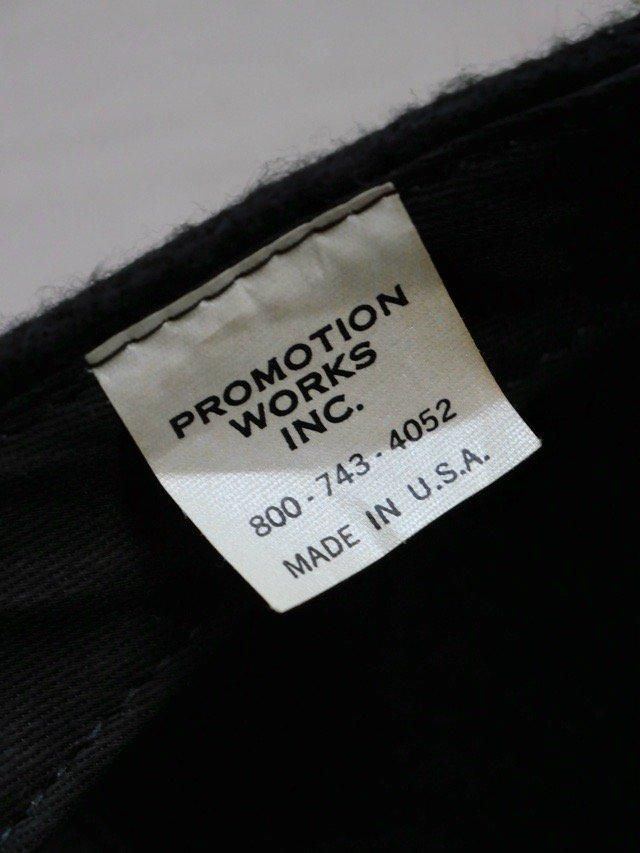 PROMOTION
WORKS
INC.
800-743-4052
MADE IN U.S.A.